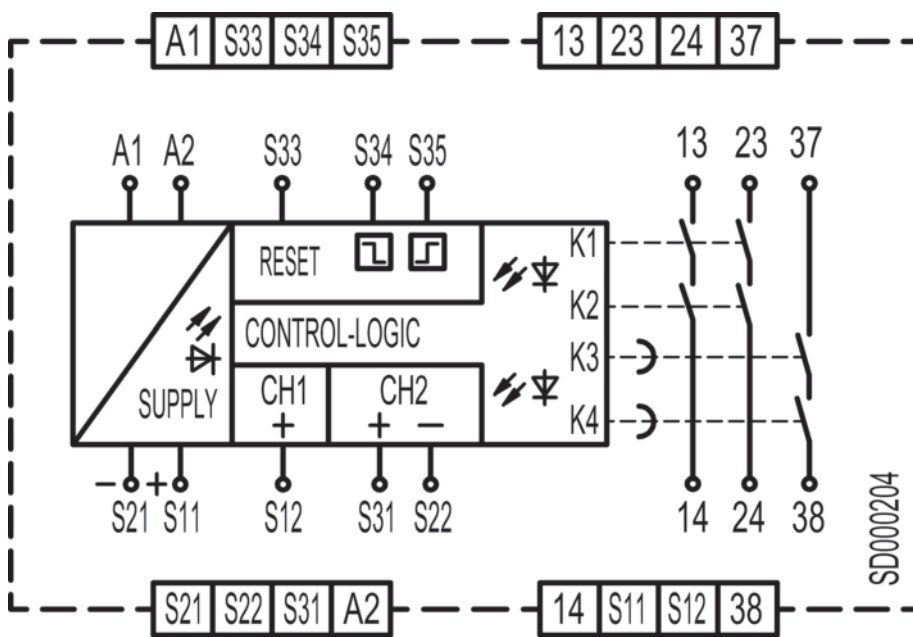 A1 S33 S34 S35 13 23 24 37
A1 A2 S33 S34 S35 13 23 37
RESET K1
K2
CONTROL-LOGIC
K3
SUPPLY CH1 CH2
+ + − K4
− +
S21 S11 S12 S31 S22 14 24 38
SD000204
S21 S22 S31 A2 14 S11 S12 38